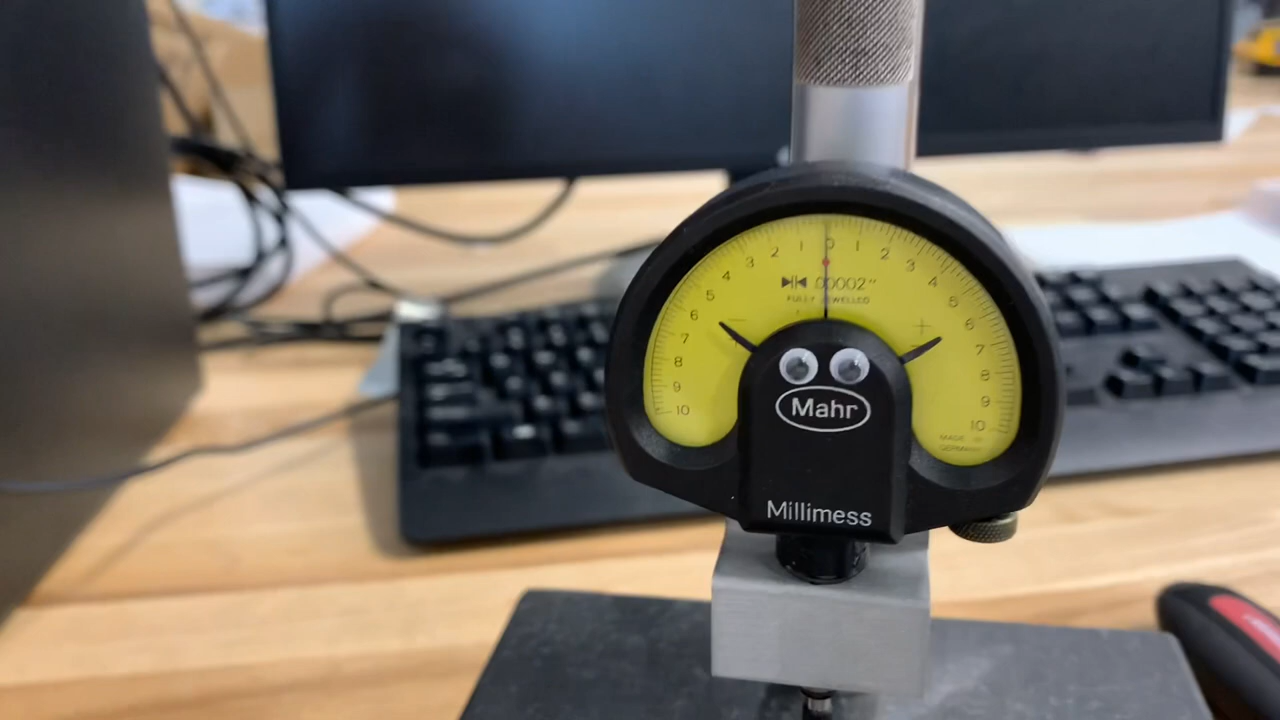 1 0 1
2 2
3 3
4 4
5 5
6 6
7 7
8 8
9 9
10 10
.00002"
FULLY JEWELLED
- +
MADE IN
GERMANY
Mahr
Millimess